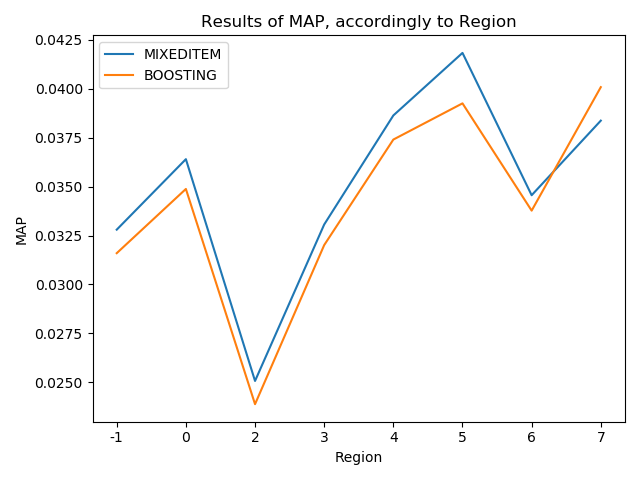 Results of MAP, accordingly to Region
MIXEDITEM
BOOSTING
0.0425
0.0400
0.0375
0.0350
0.0325
0.0300
0.0275
0.0250
MAP
-1 0 2 3 4 5 6 7
Region